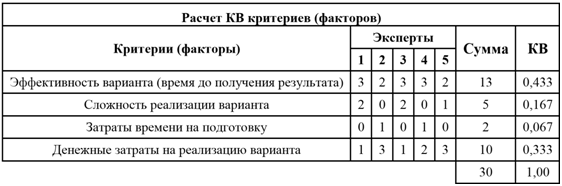 Расчет КВ критериев (факторов)
Критерии (факторы) Эксперты Сумма КВ
1 2 3 4 5
Эффективность варианта (время до получения результата) 3 2 3 3 2 13 0,433
Сложность реализации варианта 2 0 2 0 1 5 0,167
Затраты времени на подготовку 0 1 0 1 0 2 0,067
Денежные затраты на реализацию варианта 1 3 1 2 3 10 0,333
30 1,00